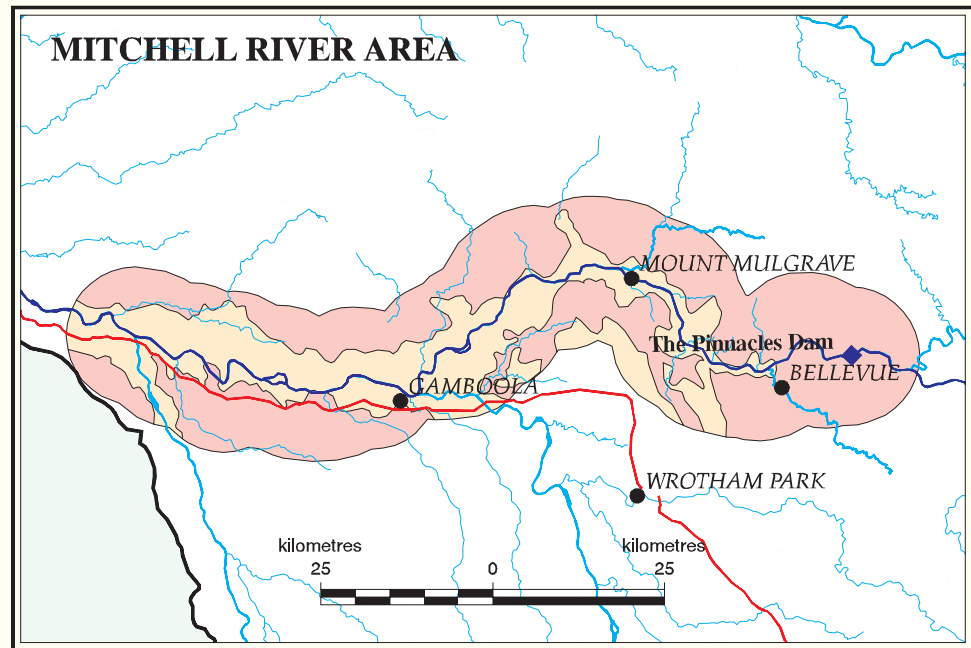 MITCHELL RIVER AREA
MOUNT MULGRAVE
The Pinnacles Dam
BELLEVUE
GAMBOOLA
WROTHAM PARK
kilometres kilometres
25 0 25